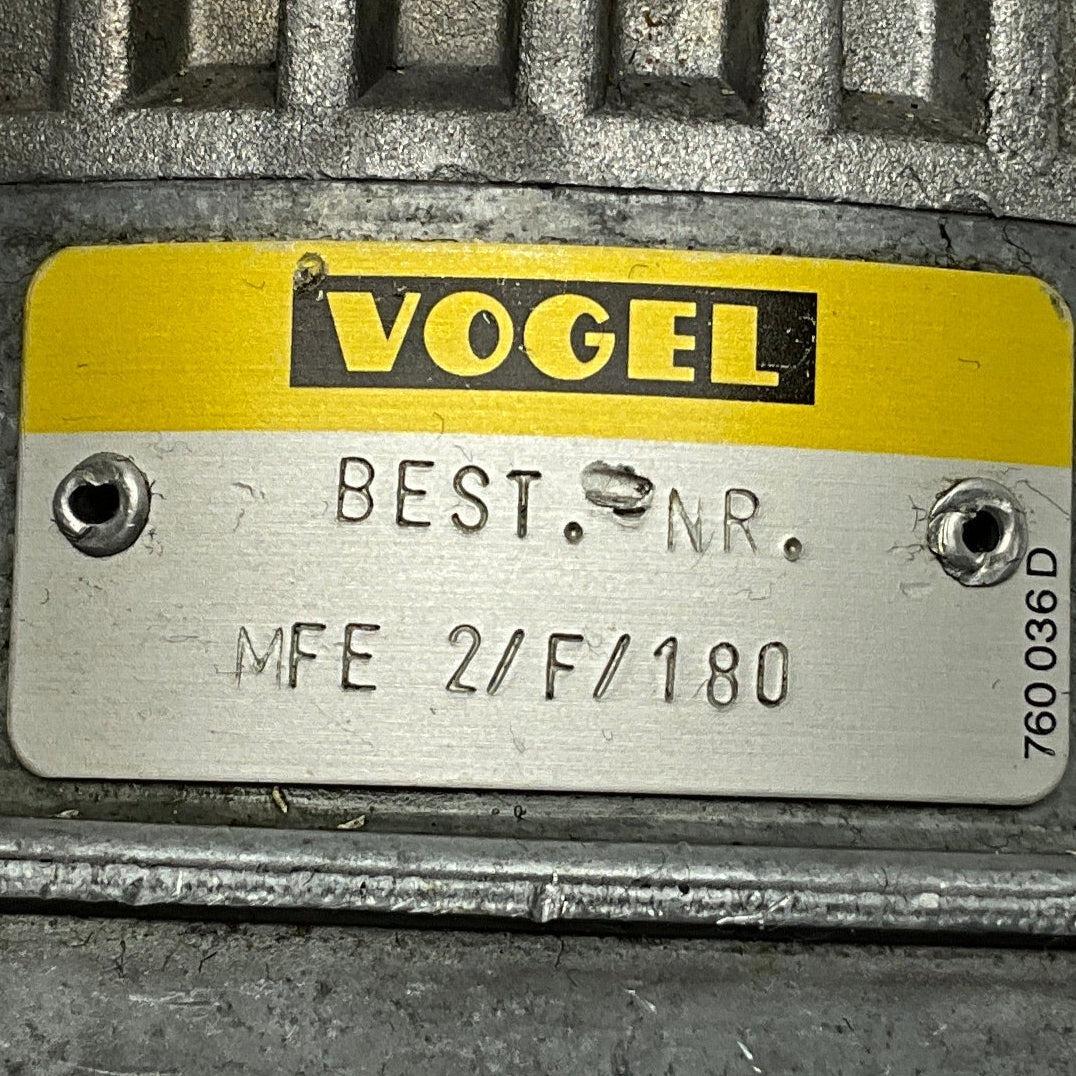 VOGEL
BEST.-NR.
MFE 2/F/180
760 036 D